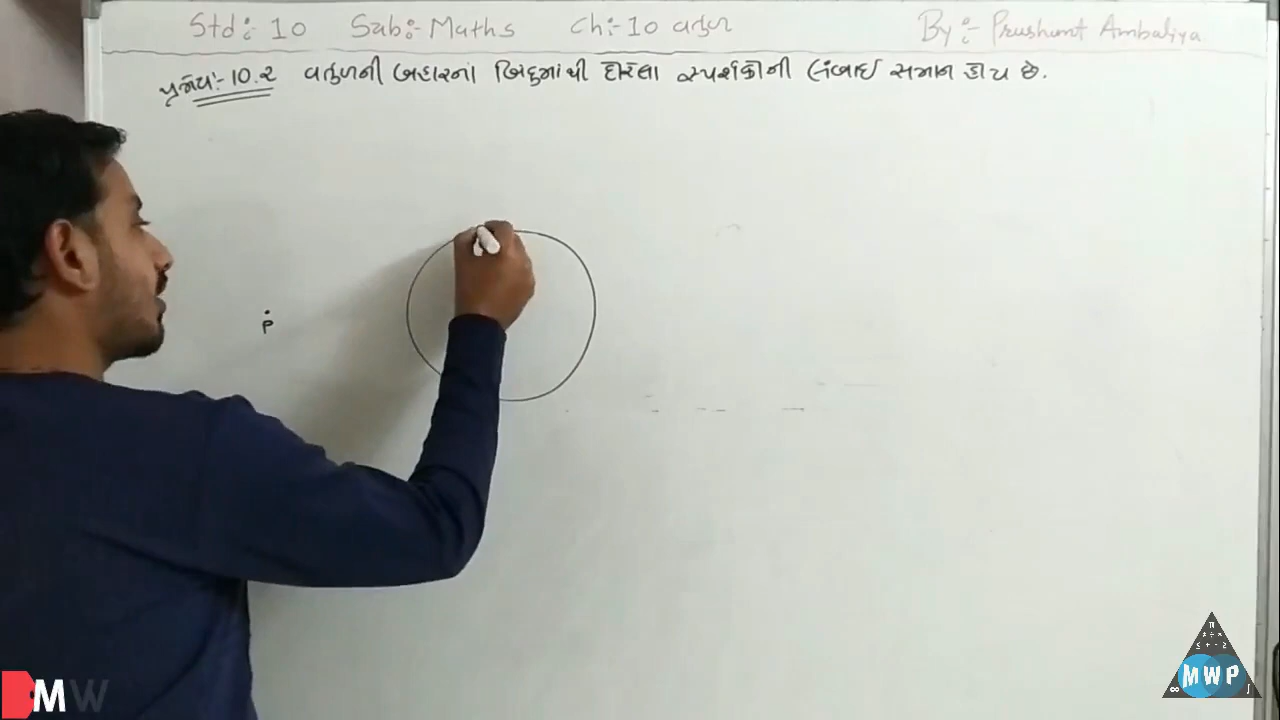 Std:- 10 Sub:- Maths Ch:-10 વર્તુળ By:- Prushant Ambaliya
પ્રમેય:-10.2 વર્તુળની બહારનાં બિંદુમાંથી દોરેલા સ્પર્શકોની લંબાઈ સમાન હોય છે.
P
MWP
MW